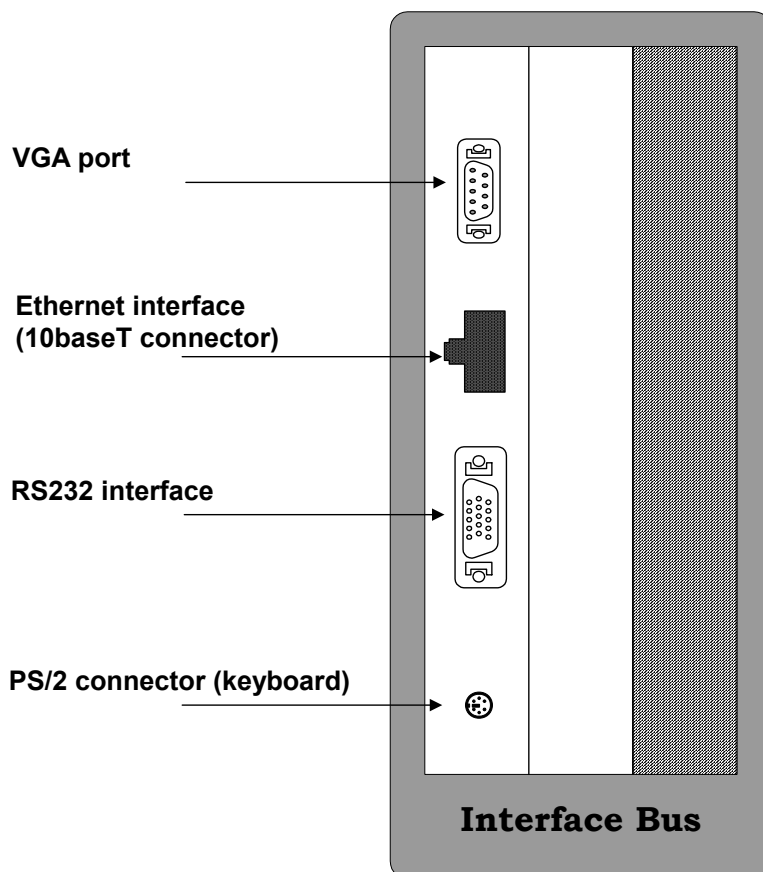 VGA port
Ethernet interface
(10baseT connector)
RS232 interface
PS/2 connector (keyboard)
Interface Bus